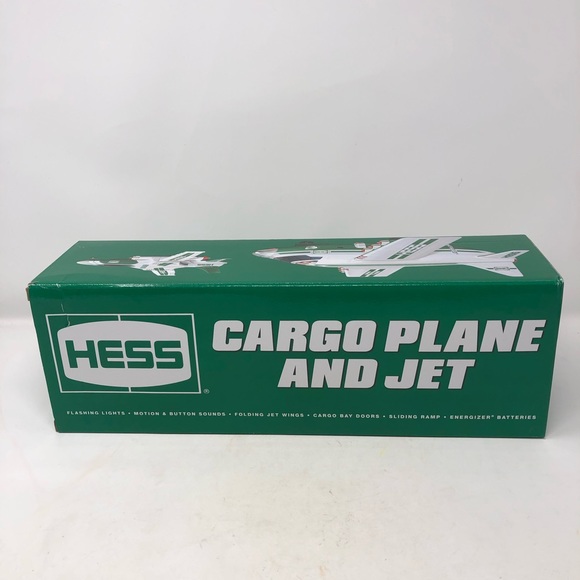 HESS
®
CARGO PLANE
AND JET
FLASHING LIGHTS • MOTION & BUTTON SOUNDS • FOLDING JET WINGS • CARGO BAY DOORS • SLIDING RAMP • ENERGIZER® BATTERIES